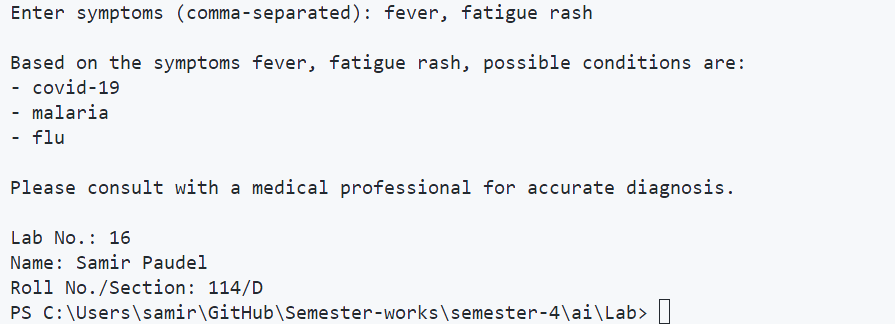 Enter symptoms (comma-separated): fever, fatigue rash
Based on the symptoms fever, fatigue rash, possible conditions are:
- covid-19
- malaria
- flu
Please consult with a medical professional for accurate diagnosis.
Lab No.: 16
Name: Samir Paudel
Roll No./Section: 114/D
PS C:\Users\samir\GitHub\Semester-works\semester-4\ai\Lab>